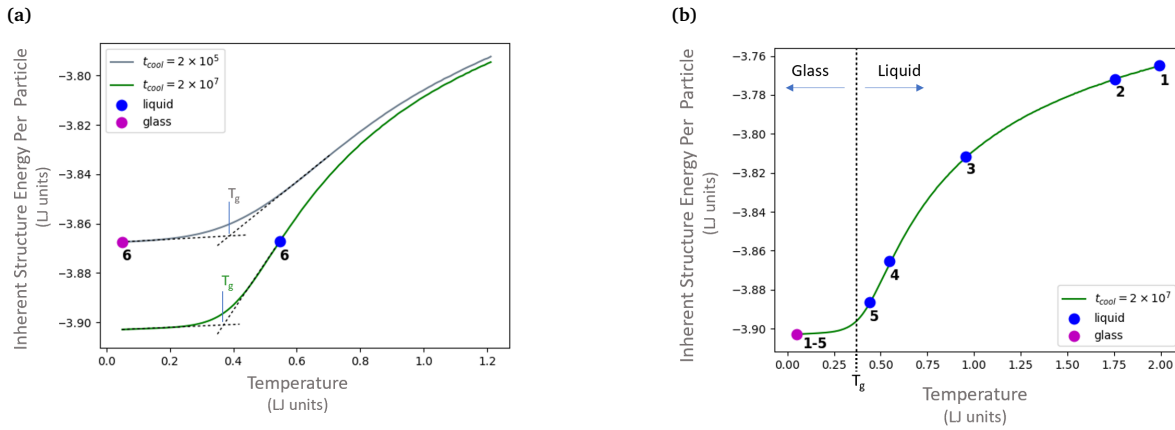 (a)
Inherent Structure Energy Per Particle
(LJ units)
−3.80
−3.82
−3.84
−3.86
−3.88
−3.90
t_cool = 2 × 10^5
t_cool = 2 × 10^7
liquid
glass
T_g
6
6
T_g
0.0 0.2 0.4 0.6 0.8 1.0 1.2
Temperature
(LJ units)
(b)
Inherent Structure Energy Per Particle
(LJ units)
−3.76
−3.78
−3.80
−3.82
−3.84
−3.86
−3.88
−3.90
Glass Liquid
1
2
3
4
5
1-5
t_cool = 2 × 10^7
liquid
glass
0.00 0.25 0.50 0.75 1.00 1.25 1.50 1.75 2.00
T_g
Temperature
(LJ units)